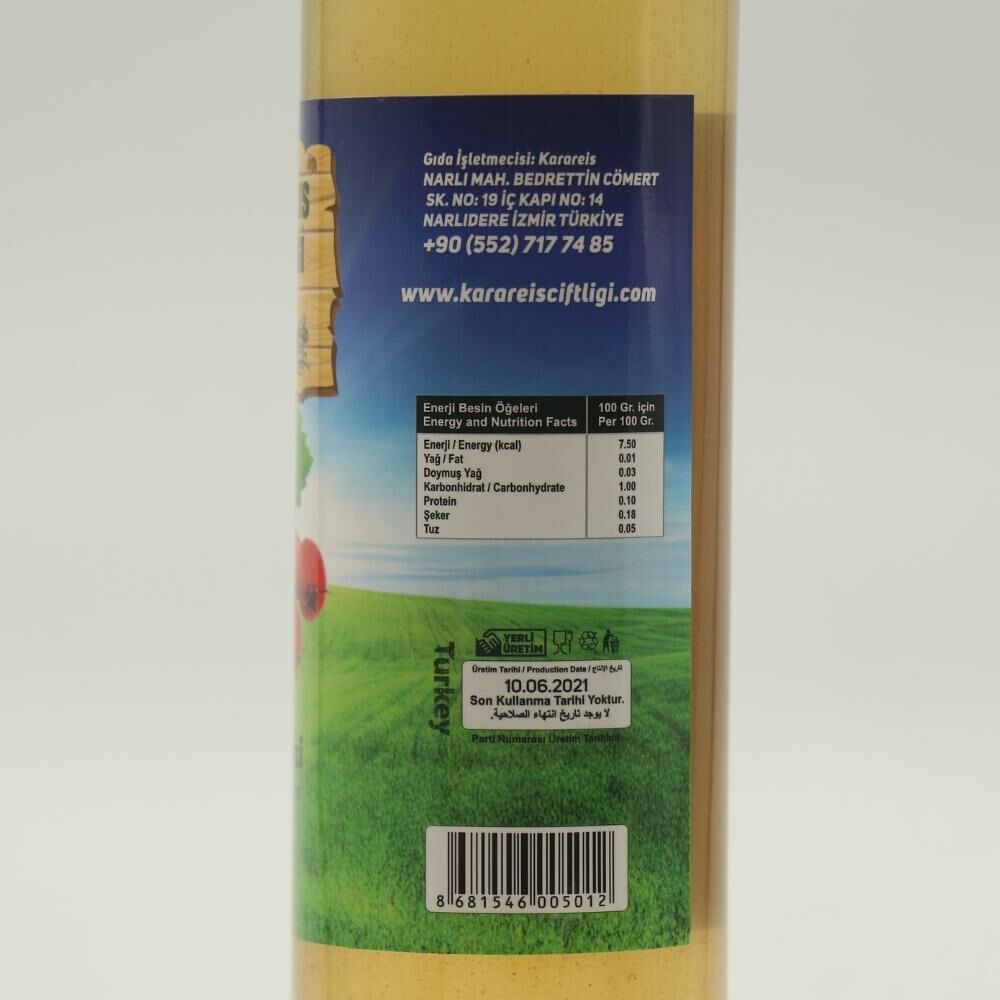 Gıda İşletmecisi: Karareis
NARLI MAH. BEDRETTİN CÖMERT
SK. NO: 19 İÇ KAPI NO: 14
NARLIDERE İZMİR TÜRKİYE
+90 (552) 717 74 85
www.karareisciftligi.com
Enerji Besin Öğeleri 100 Gr. için
Energy and Nutrition Facts Per 100 Gr.
Enerji / Energy (kcal) 7.50
Yağ / Fat 0.01
Doymuş Yağ 0.03
Karbonhidrat / Carbonhydrate 1.00
Protein 0.10
Şeker 0.18
Tuz 0.05
YERLİ
ÜRETİM
Turkey
Üretim Tarihi / Production Date / تاريخ الإنتاج
10.06.2021
Son Kullanma Tarihi Yoktur.
لا يوجد تاريخ انتهاء الصلاحية.
Parti Numarası Üretim Tarihidir.
8 681546 005012